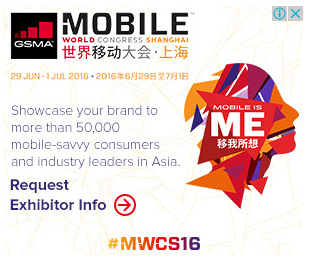 GSMA
MOBILE
WORLD CONGRESS SHANGHAI
世界移动大会·上海
29 JUN - 1 JUL 2016 • 2016年6月29日至7月1日
Showcase your brand to
more than 50,000
mobile-savvy consumers
and industry leaders in Asia.
Request
Exhibitor Info
MOBILE IS
ME
移我所想
#MWCS16